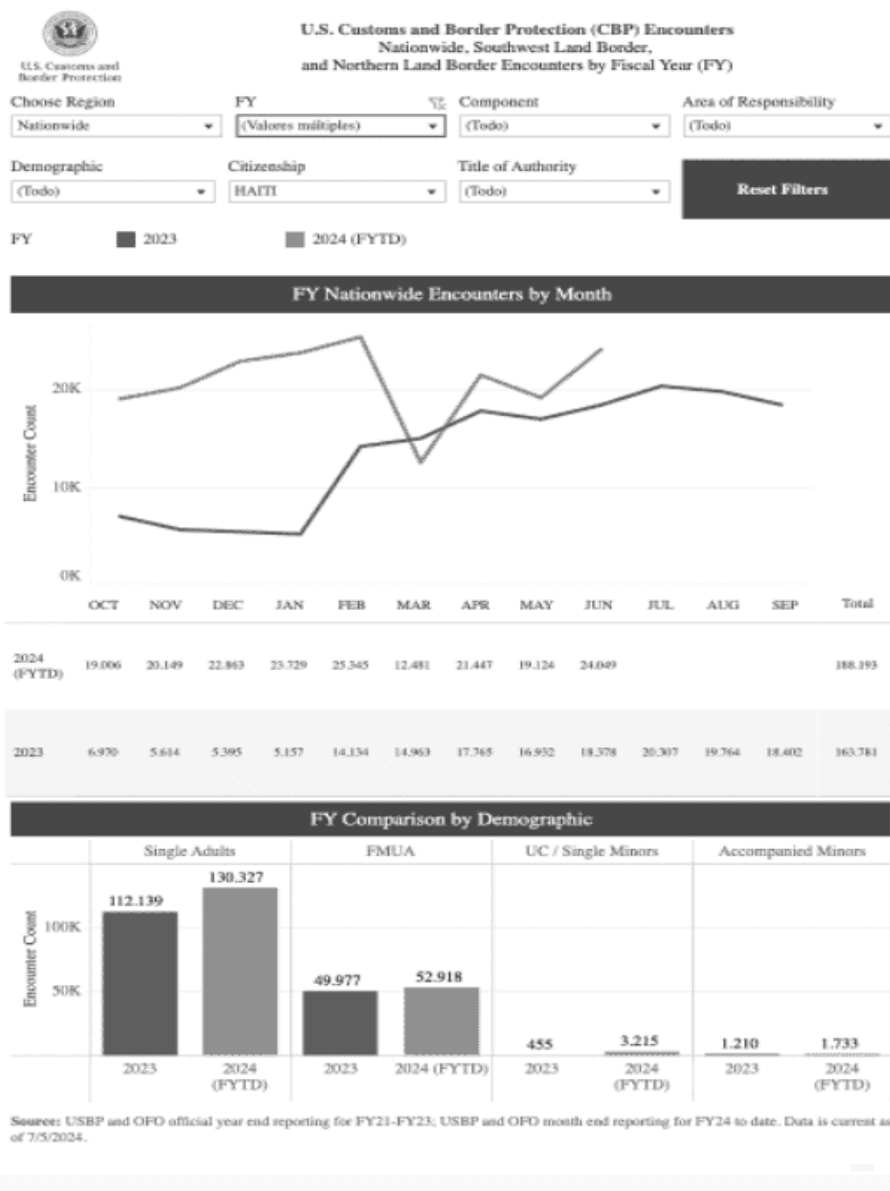 U.S. Customs and Border Protection (CBP) Encounters
Nationwide, Southwest Land Border,
and Northern Land Border Encounters by Fiscal Year (FY)
U.S. Customs and
Border Protection
Choose Region FY Component Area of Responsibility
Nationwide (Valores múltiples) (Todo) (Todo)
Demographic Citizenship Title of Authority
(Todo) HAITI (Todo) Reset Filters
FY 2023 2024 (FYTD)
FY Nationwide Encounters by Month
Encounter Count
20K
10K
0K
OCT NOV DEC JAN FEB MAR APR MAY JUN JUL AUG SEP Total
2024
(FYTD) 19.006 20.149 22.863 23.729 25.345 12.481 21.447 19.124 24.049 188.193
2023 6.970 5.614 5.395 5.157 14.134 14.963 17.765 16.932 18.378 20.307 19.764 18.402 163.781
FY Comparison by Demographic
Single Adults FMUA UC / Single Minors Accompanied Minors
Encounter Count
100K
50K
112.139 130.327 49.977 52.918 455 3.215 1.210 1.733
2023 2024 2023 2024 (FYTD) 2023 2024 2023 2024
(FYTD) (FYTD) (FYTD)
Source: USBP and OFO official year end reporting for FY21-FY23; USBP and OFO month end reporting for FY24 to date. Data is current as
of 7/5/2024.